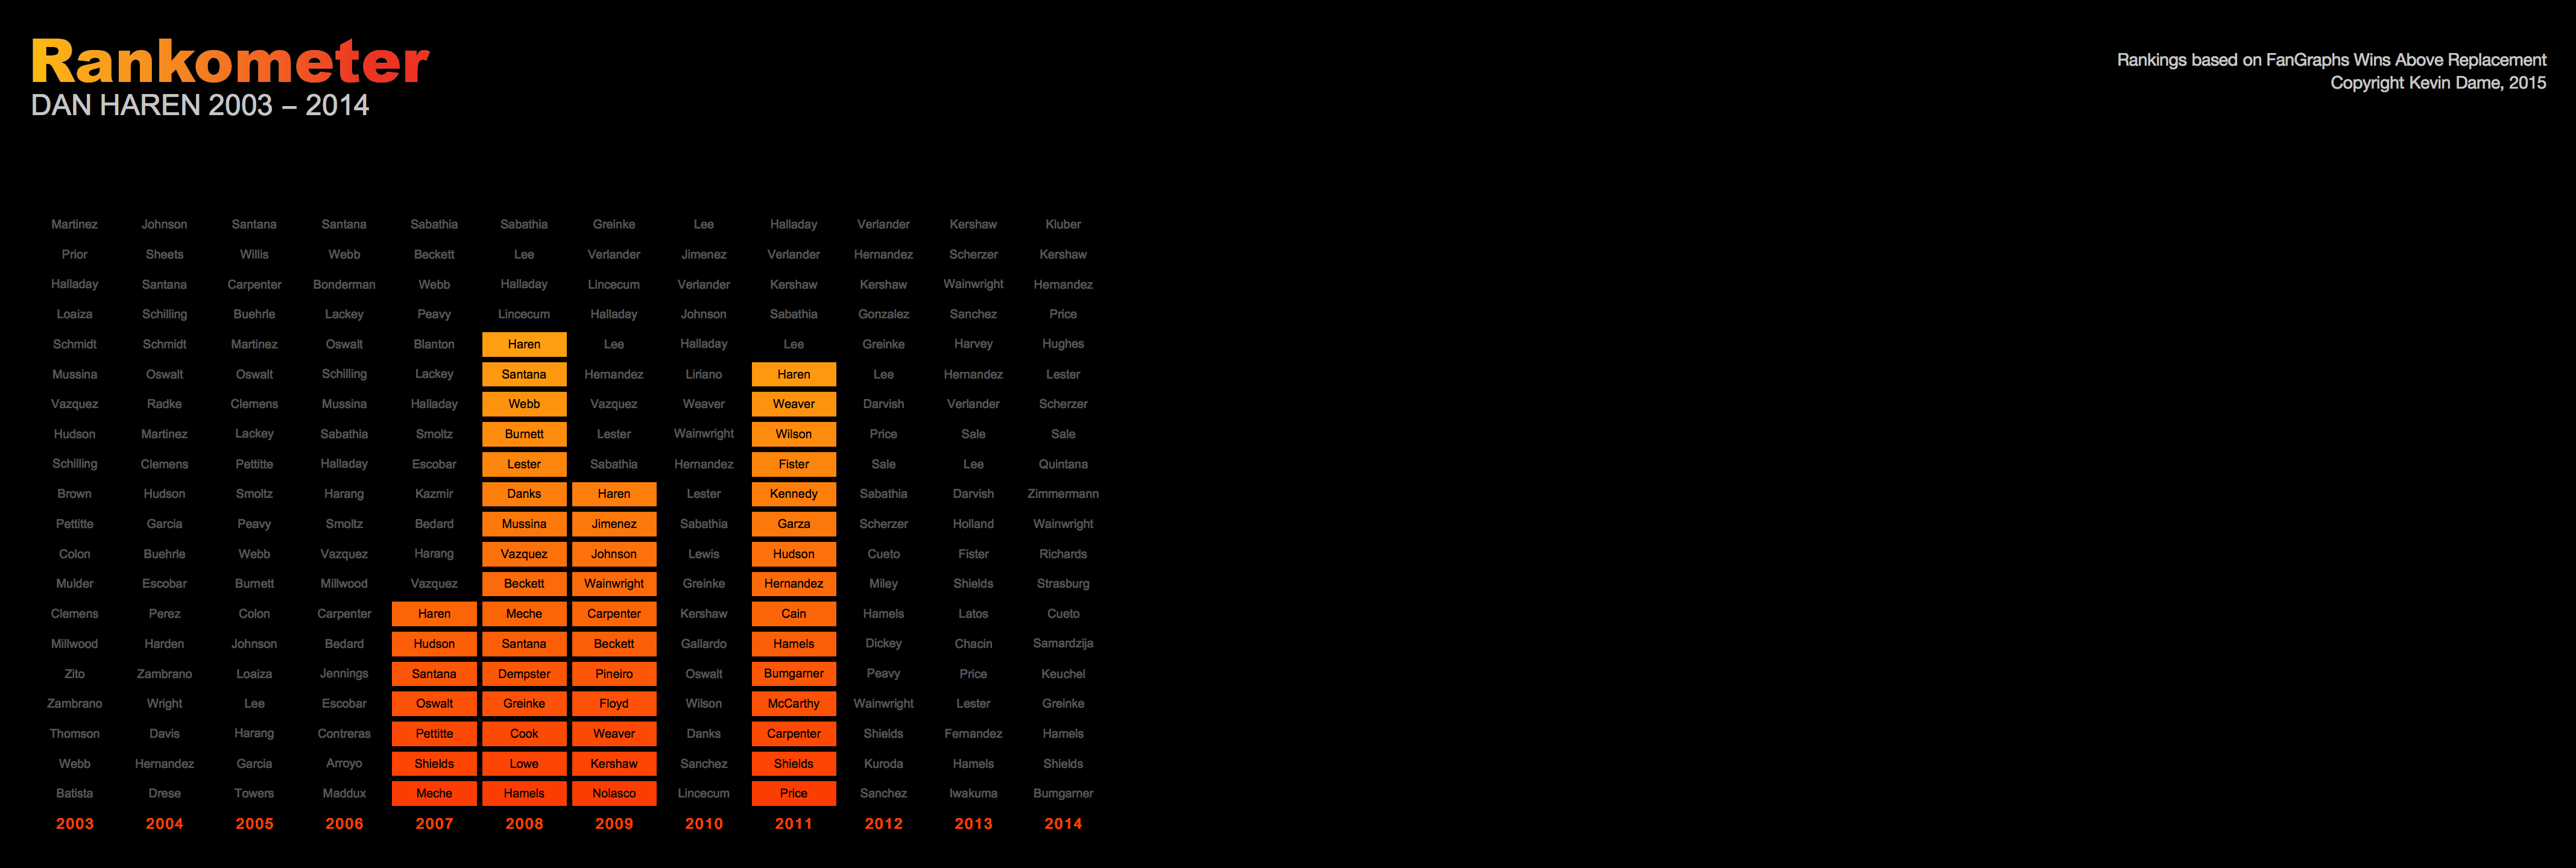 Rankometer
DAN HAREN 2003 – 2014
Rankings based on FanGraphs Wins Above Replacement
Copyright Kevin Dame, 2015
Martinez Johnson Santana Santana Sabathia Sabathia Greinke Lee Halladay Verlander Kershaw Kluber
Prior Sheets Willis Webb Beckett Lee Verlander Jimenez Verlander Hernandez Scherzer Kershaw
Halladay Santana Carpenter Bonderman Webb Halladay Lincecum Verlander Kershaw Kershaw Wainwright Hernandez
Loaiza Schilling Buehrle Lackey Peavy Lincecum Halladay Johnson Sabathia Gonzalez Sanchez Price
Schmidt Schmidt Martinez Oswalt Blanton Haren Lee Halladay Lee Greinke Harvey Hughes
Mussina Oswalt Oswalt Schilling Lackey Santana Hernandez Liriano Haren Lee Hernandez Lester
Vazquez Radke Clemens Mussina Halladay Webb Vazquez Weaver Weaver Darvish Verlander Scherzer
Hudson Martinez Lackey Sabathia Smoltz Burnett Lester Wainwright Wilson Price Sale Sale
Schilling Clemens Pettitte Halladay Escobar Lester Sabathia Hernandez Fister Sale Lee Quintana
Brown Hudson Smoltz Harang Kazmir Danks Haren Lester Kennedy Sabathia Darvish Zimmermann
Pettitte Garcia Peavy Smoltz Bedard Mussina Jimenez Sabathia Garza Scherzer Holland Wainwright
Colon Buehrle Webb Vazquez Harang Vazquez Johnson Lewis Hudson Cueto Fister Richards
Mulder Escobar Burnett Millwood Vazquez Beckett Wainwright Greinke Hernandez Miley Shields Strasburg
Clemens Perez Colon Carpenter Haren Meche Carpenter Kershaw Cain Hamels Latos Cueto
Millwood Harden Johnson Bedard Hudson Santana Beckett Gallardo Hamels Dickey Chacin Samardzija
Zito Zambrano Loaiza Jennings Santana Dempster Pineiro Oswalt Bumgarner Peavy Price Keuchel
Zambrano Wright Lee Escobar Oswalt Greinke Floyd Wilson McCarthy Wainwright Lester Greinke
Thomson Davis Harang Contreras Pettitte Cook Weaver Danks Carpenter Shields Fernandez Hamels
Webb Hernandez Garcia Arroyo Shields Lowe Kershaw Sanchez Shields Kuroda Hamels Shields
Batista Drese Towers Maddux Meche Hamels Nolasco Lincecum Price Sanchez Iwakuma Bumgarner
2003 2004 2005 2006 2007 2008 2009 2010 2011 2012 2013 2014